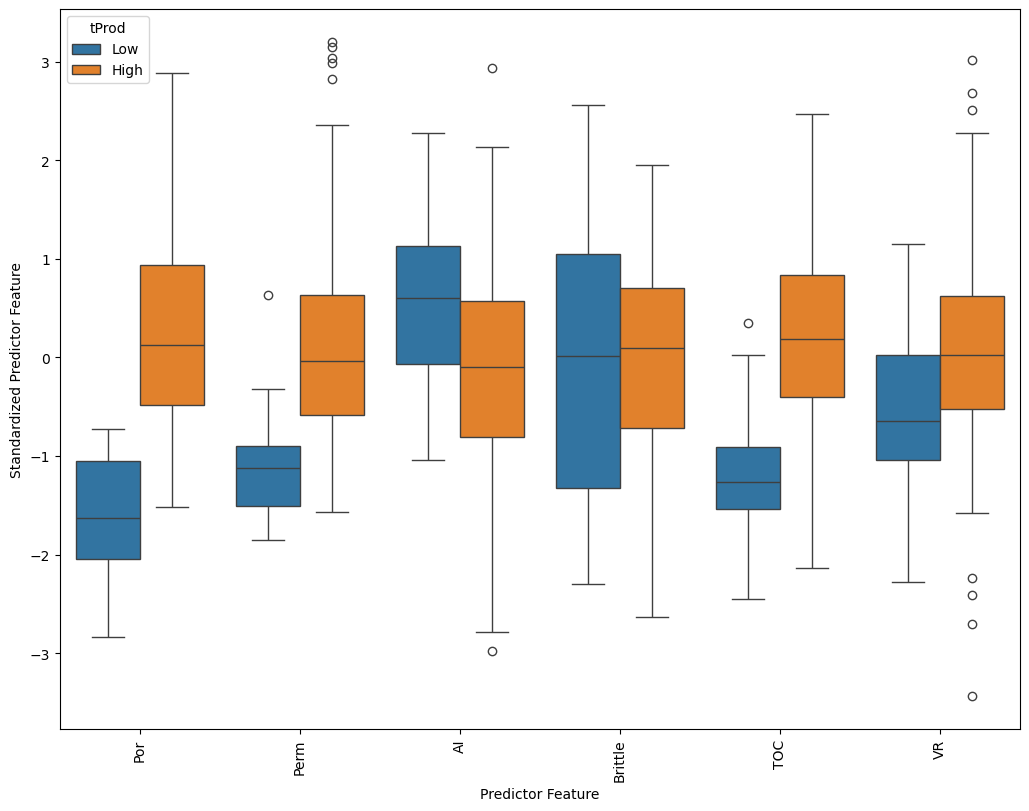 tProd
Low
High
3
2
1
0
−1
−2
−3
Standardized Predictor Feature
Por
Perm
AI
Brittle
TOC
VR
Predictor Feature